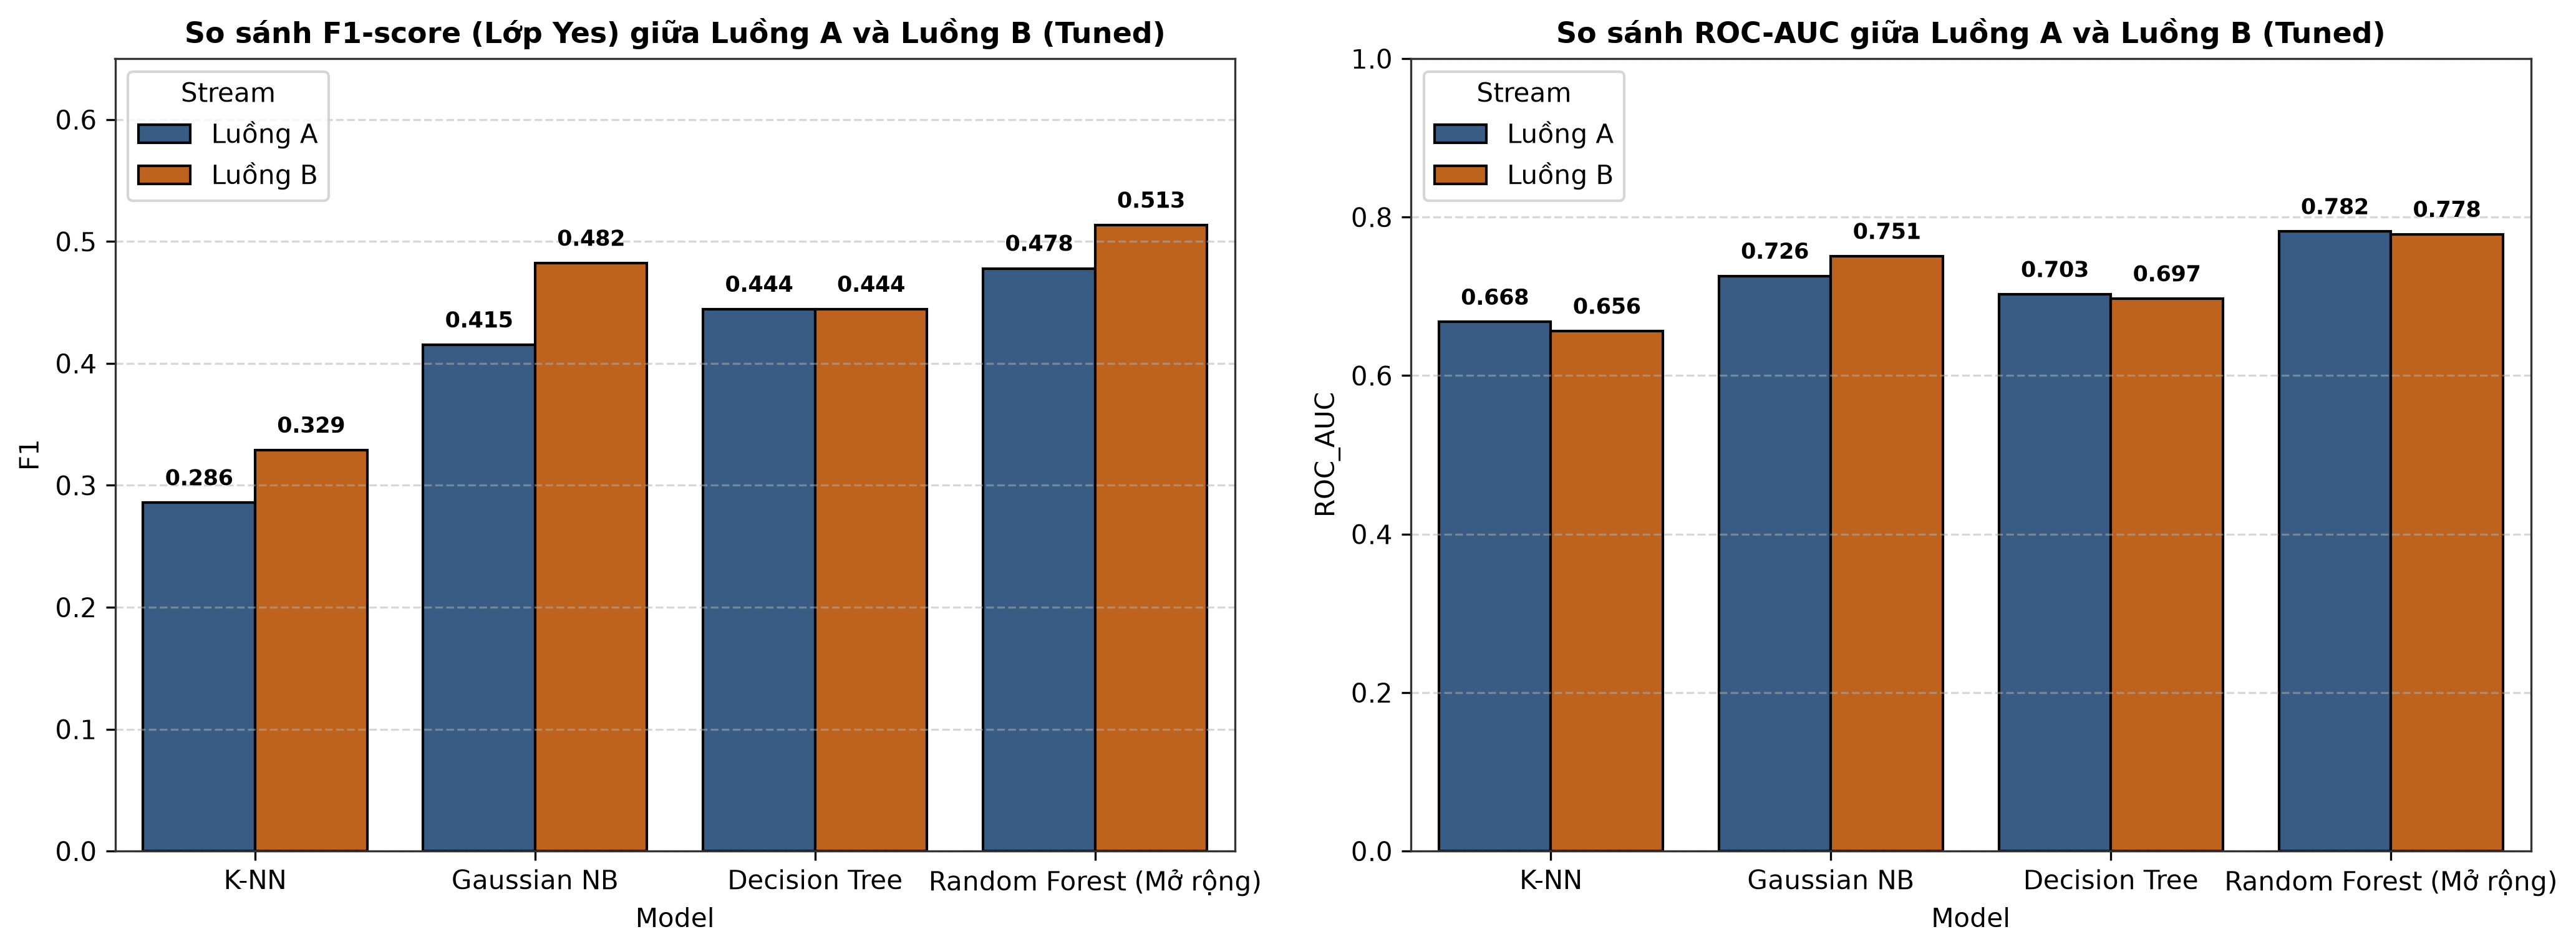 So sánh F1-score (Lớp Yes) giữa Luồng A và Luồng B (Tuned)
Stream
Luồng A
Luồng B
F1
0.6
0.5
0.4
0.3
0.2
0.1
0.0
0.286
0.329
0.415
0.482
0.444
0.444
0.478
0.513
K-NN
Gaussian NB
Decision Tree
Random Forest (Mở rộng)
Model
So sánh ROC-AUC giữa Luồng A và Luồng B (Tuned)
Stream
Luồng A
Luồng B
ROC_AUC
1.0
0.8
0.6
0.4
0.2
0.0
0.668
0.656
0.726
0.751
0.703
0.697
0.782
0.778
K-NN
Gaussian NB
Decision Tree
Random Forest (Mở rộng)
Model